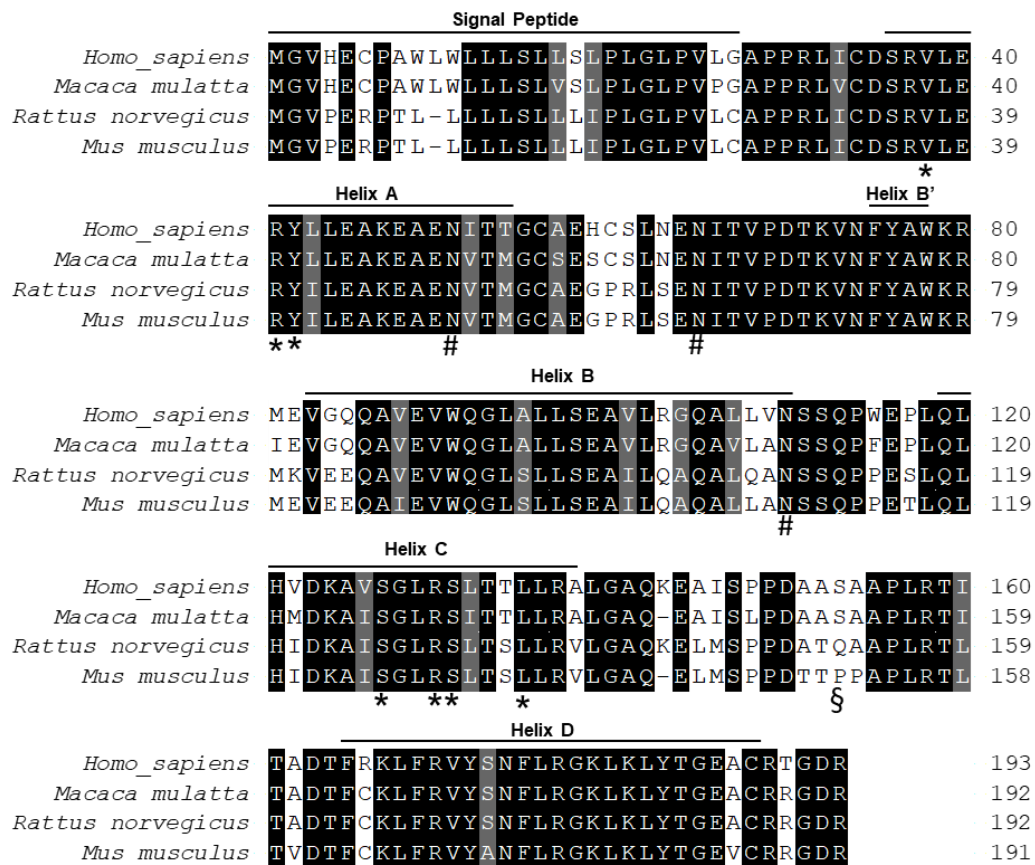 Signal Peptide
Homo_sapiens MGVHECPAWLWLLLSLLSLPLGLPVLGAPPRLICDSRVLE 40
Macaca mulatta MGVHECPAWLWLLLSLVSLPLGLPVPGAPPRLVCDSRVLE 40
Rattus norvegicus MGVPERPTL-LLLLSLLLIPLGLPVLCAPPRLICDSRVLE 39
Mus musculus MGVPERPTL-LLLLSLLLIPLGLPVLCAPPRLICDSRVLE 39
*
Helix A Helix B’
Homo_sapiens RYLLEAKEAENITTGCAEHCSLNENITVPDTKVNFYAWKR 80
Macaca mulatta RYLLEAKEAENVTMGCSESCSLNENITVPDTKVNFYAWKR 80
Rattus norvegicus RYILEAKEAENVTMGCAEGPRLSENITVPDTKVNFYAWKR 79
Mus musculus RYILEAKEAENVTMGCAEGPRLSENITVPDTKVNFYAWKR 79
** # #
Helix B
Homo_sapiens MEVGQQAVEVWQGLALLSEAVLRGQALLVNSSQPWEPLQL 120
Macaca mulatta IEVGQQAVEVWQGLALLSEAVLRGQAVLANSSQPFEPLQL 120
Rattus norvegicus MKVEEQAVEVWQGLSLLSEAILQAQALQANSSQPPESLQL 119
Mus musculus MEVEEQAIEVWQGLSLLSEAILQAQALLANSSQPPETLQL 119
#
Helix C
Homo_sapiens HVDKAVSGLRSLTTLLRALGAQKEAISPPDAASAAPLRTI 160
Macaca mulatta HMDKAISGLRSITTLLRALGAQ-EAISLPDAASAAPLRTI 159
Rattus norvegicus HIDKAISGLRSLTSLLRVLGAQKELMSPPDATQAAPLRTL 159
Mus musculus HIDKAISGLRSLTSLLRVLGAQ-ELMSPPDTTPPAPLRTL 158
* ** * §
Helix D
Homo_sapiens TADTFRKLFRVYSNFLRGKLKLYTGEACRTGDR 193
Macaca mulatta TADTFCKLFRVYSNFLRGKLKLYTGEACRRGDR 192
Rattus norvegicus TADTFCKLFRVYSNFLRGKLKLYTGEACRRGDR 192
Mus musculus TVDTFCKLFRVYANFLRGKLKLYTGEVCRRGDR 191